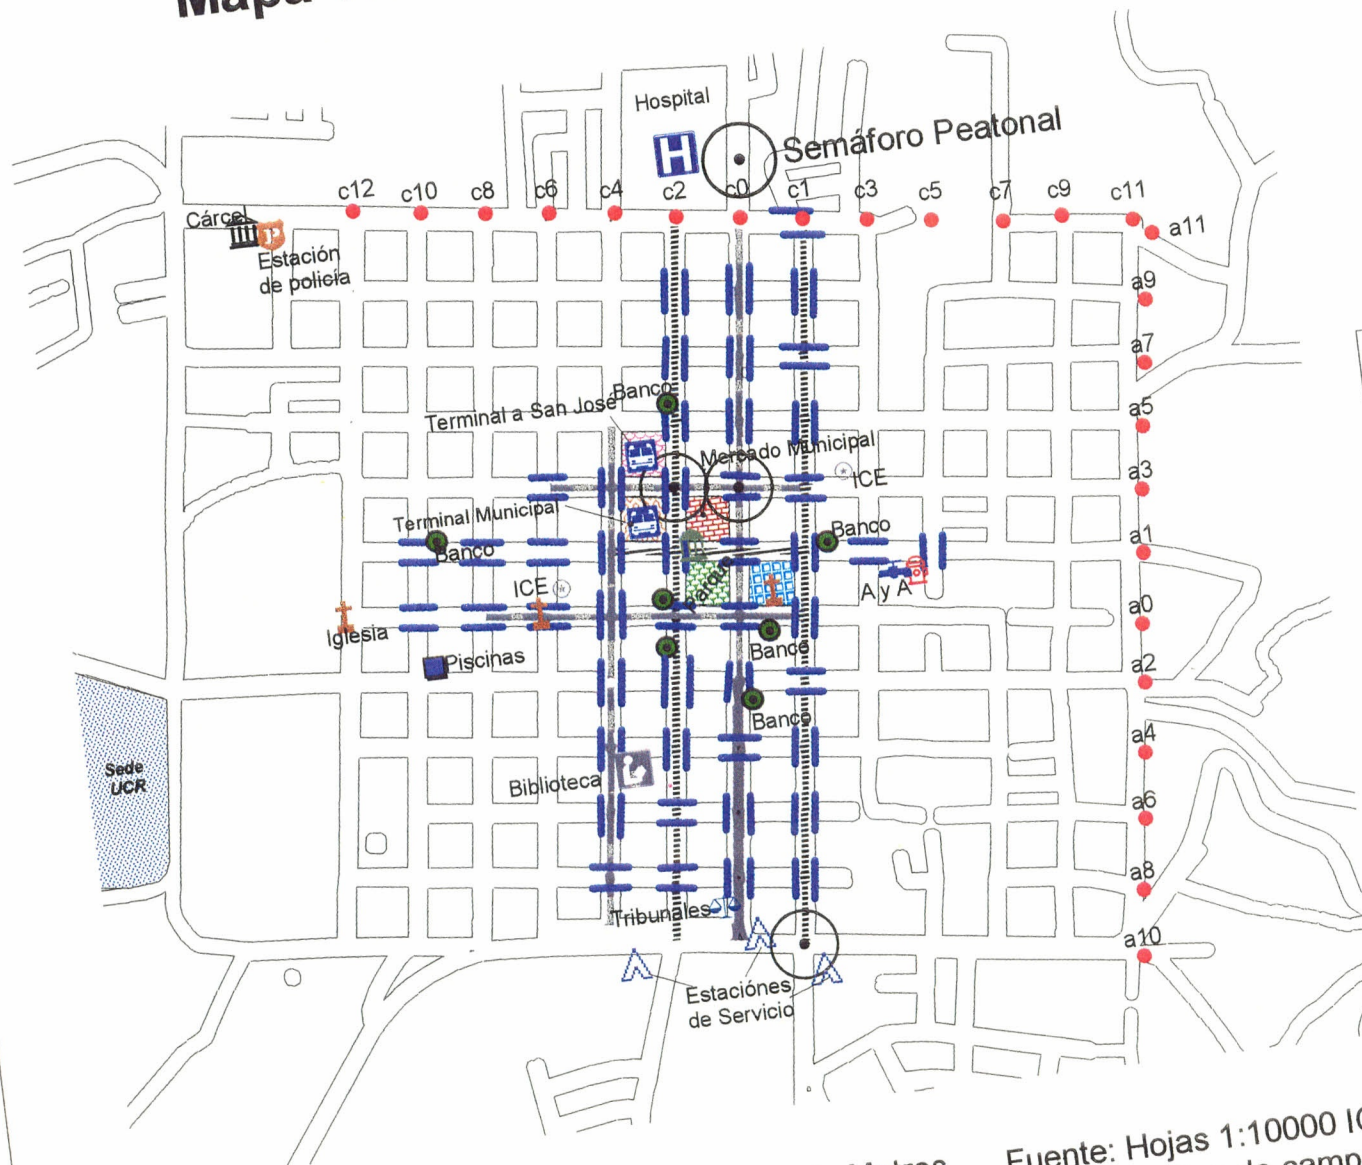 Mapa
Hospital
H
Semáforo Peatonal
c12 c10 c8 c6 c4 c2 c0 c1 c3 c5 c7 c9 c11
a11
Cárcel
P
Estación
de policía
a9
a7
Banco
Terminal a San José
a5
Mercado Municipal
a3
ICE
Terminal Municipal
Banco
Banco
a1
ICE
Parque
A y A
a0
Iglesia
Banco
Piscinas
a2
Banco
a4
Sede
UCR
Biblioteca
a6
a8
Tribunales
a10
Estaciónes
de Servicio
Fuente: Hojas 1:10000